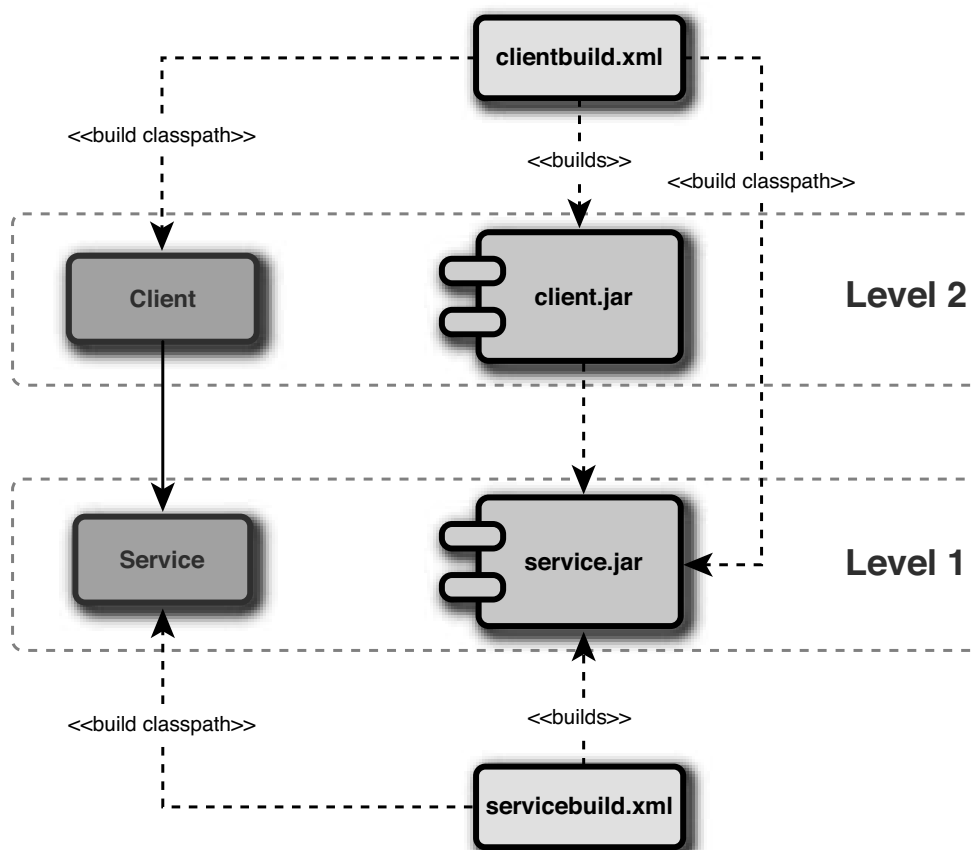 clientbuild.xml
<<build classpath>>
<<builds>>
<<build classpath>>
Client
client.jar
Level 2
Service
service.jar
Level 1
<<build classpath>>
<<builds>>
servicebuild.xml